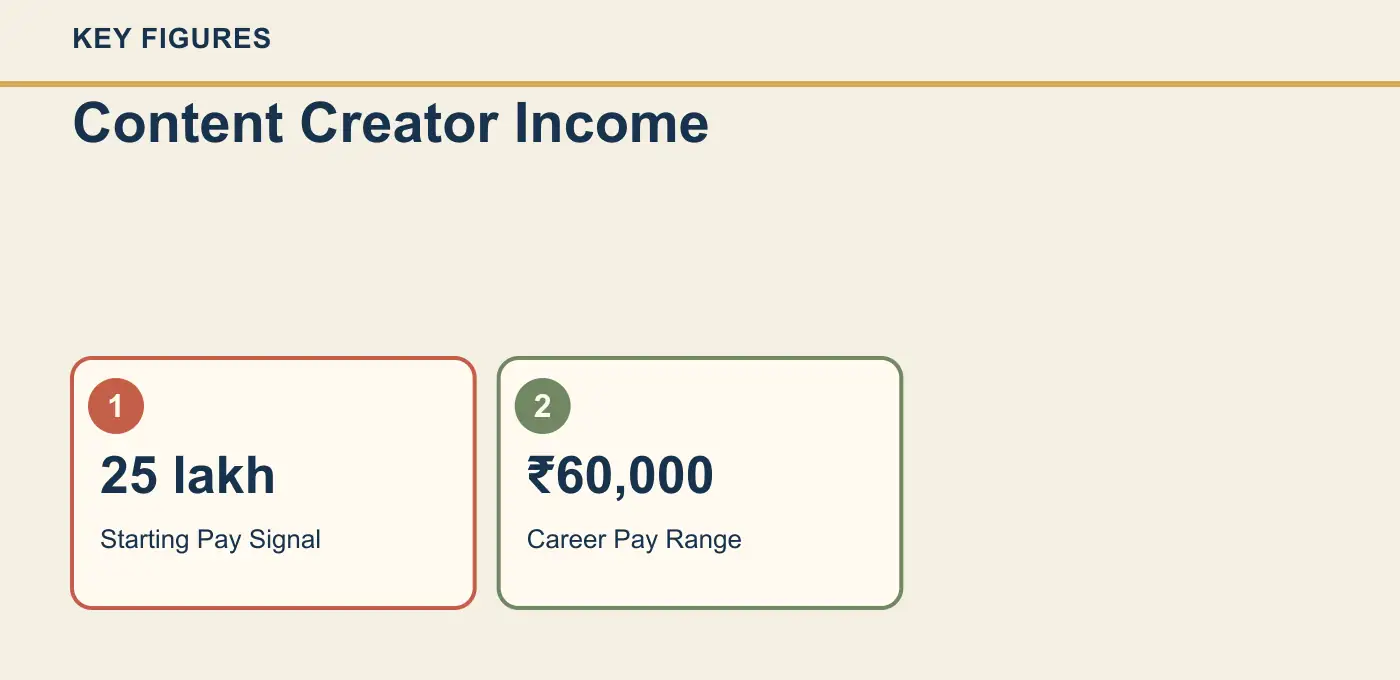 KEY FIGURES
Content Creator Income
1
25 lakh
Starting Pay Signal
2
₹60,000
Career Pay Range